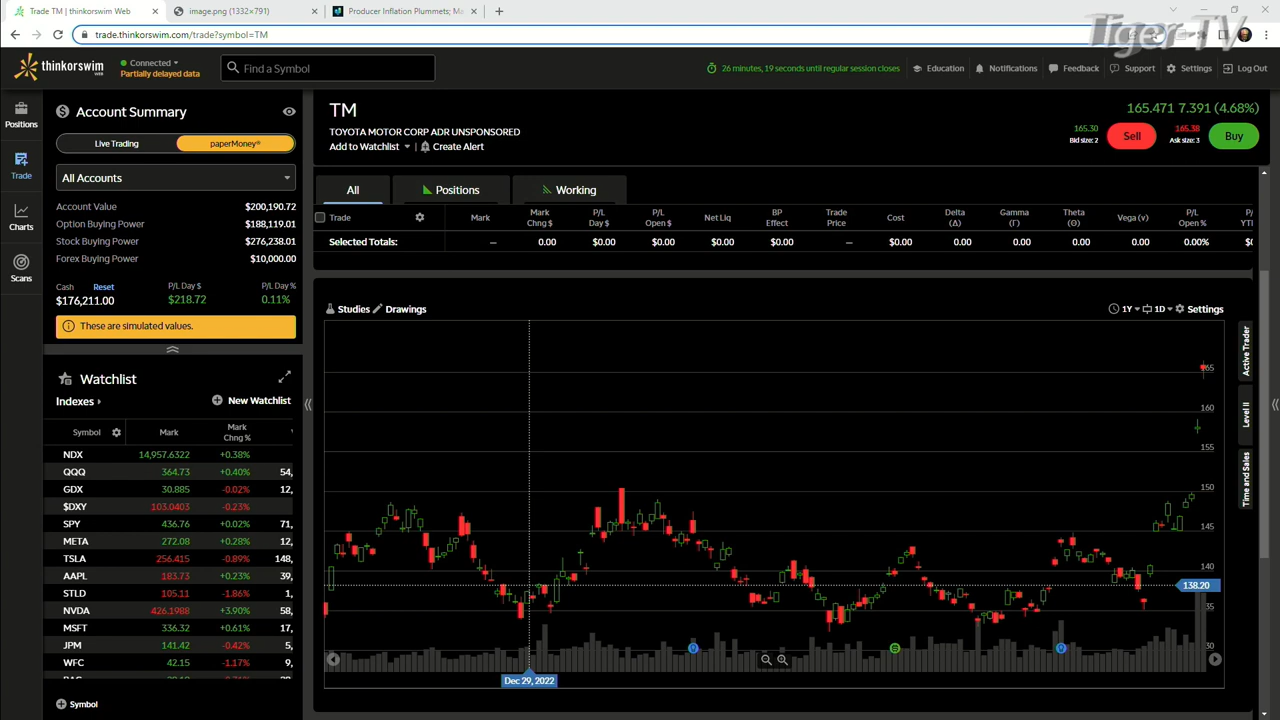 Trade TM | thinkorswim Web
image.png (1332×791)
Producer Inflation Plummets; Ma
Tiger TV
trade.thinkorswim.com/trade?symbol=TM
thinkorswim WEB
Connected
Partially delayed data
Find a Symbol
26 minutes, 19 seconds until regular session closes
Education
Notifications
Feedback
Support
Settings
Log Out
Positions
Trade
Charts
Scans
Account Summary
Live Trading
paperMoney®
All Accounts
Account Value $200,190.72
Option Buying Power $188,119.01
Stock Buying Power $276,238.01
Forex Buying Power $10,000.00
Cash Reset P/L Day $ P/L Day %
$176,211.00 $218.72 0.11%
These are simulated values.
Watchlist
Indexes
New Watchlist
Symbol Mark Mark Chng %
NDX 14,957.6322 +0.38%
QQQ 364.73 +0.40% 54,
GDX 30.885 -0.02% 12,
$DXY 103.0403 -0.23%
SPY 436.76 +0.02% 71,
META 272.08 +0.28% 12,
TSLA 256.415 -0.89% 148,
AAPL 183.73 +0.23% 39,
STLD 105.11 -1.86% 1,
NVDA 426.1988 +3.90% 58,
MSFT 336.32 +0.61% 17,
JPM 141.42 -0.42% 5,
WFC 42.15 -1.17% 9,
Symbol
TM
165.471 7.391 (4.68%)
TOYOTA MOTOR CORP ADR UNSPONSORED
Add to Watchlist | Create Alert
165.30
Bid size: 2
Sell
165.38
Ask size: 3
Buy
All Positions Working
Trade Mark Mark Chng $ P/L Day $ P/L Open $ Net Liq BP Effect Trade Price Cost Delta (Δ) Gamma (Γ) Theta (Θ) Vega (v) P/L Open % P/ YTI
Selected Totals: — 0.00 $0.00 $0.00 $0.00 $0.00 — $0.00 0.00 0.00 0.00 0.00 0.00% $0
Studies Drawings
1Y 1D Settings
165
160
155
150
145
140
138.20
35
30
Dec 29, 2022
Active Trader
Level II
Time and Sales